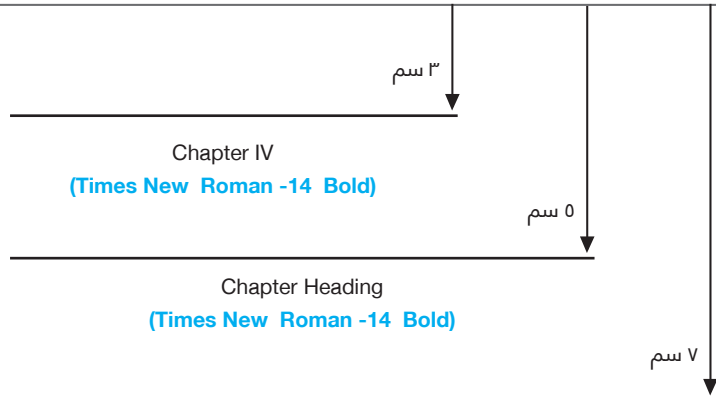 ٣ سم
Chapter IV
(Times New Roman -14 Bold)
٥ سم
Chapter Heading
(Times New Roman -14 Bold)
٧ سم